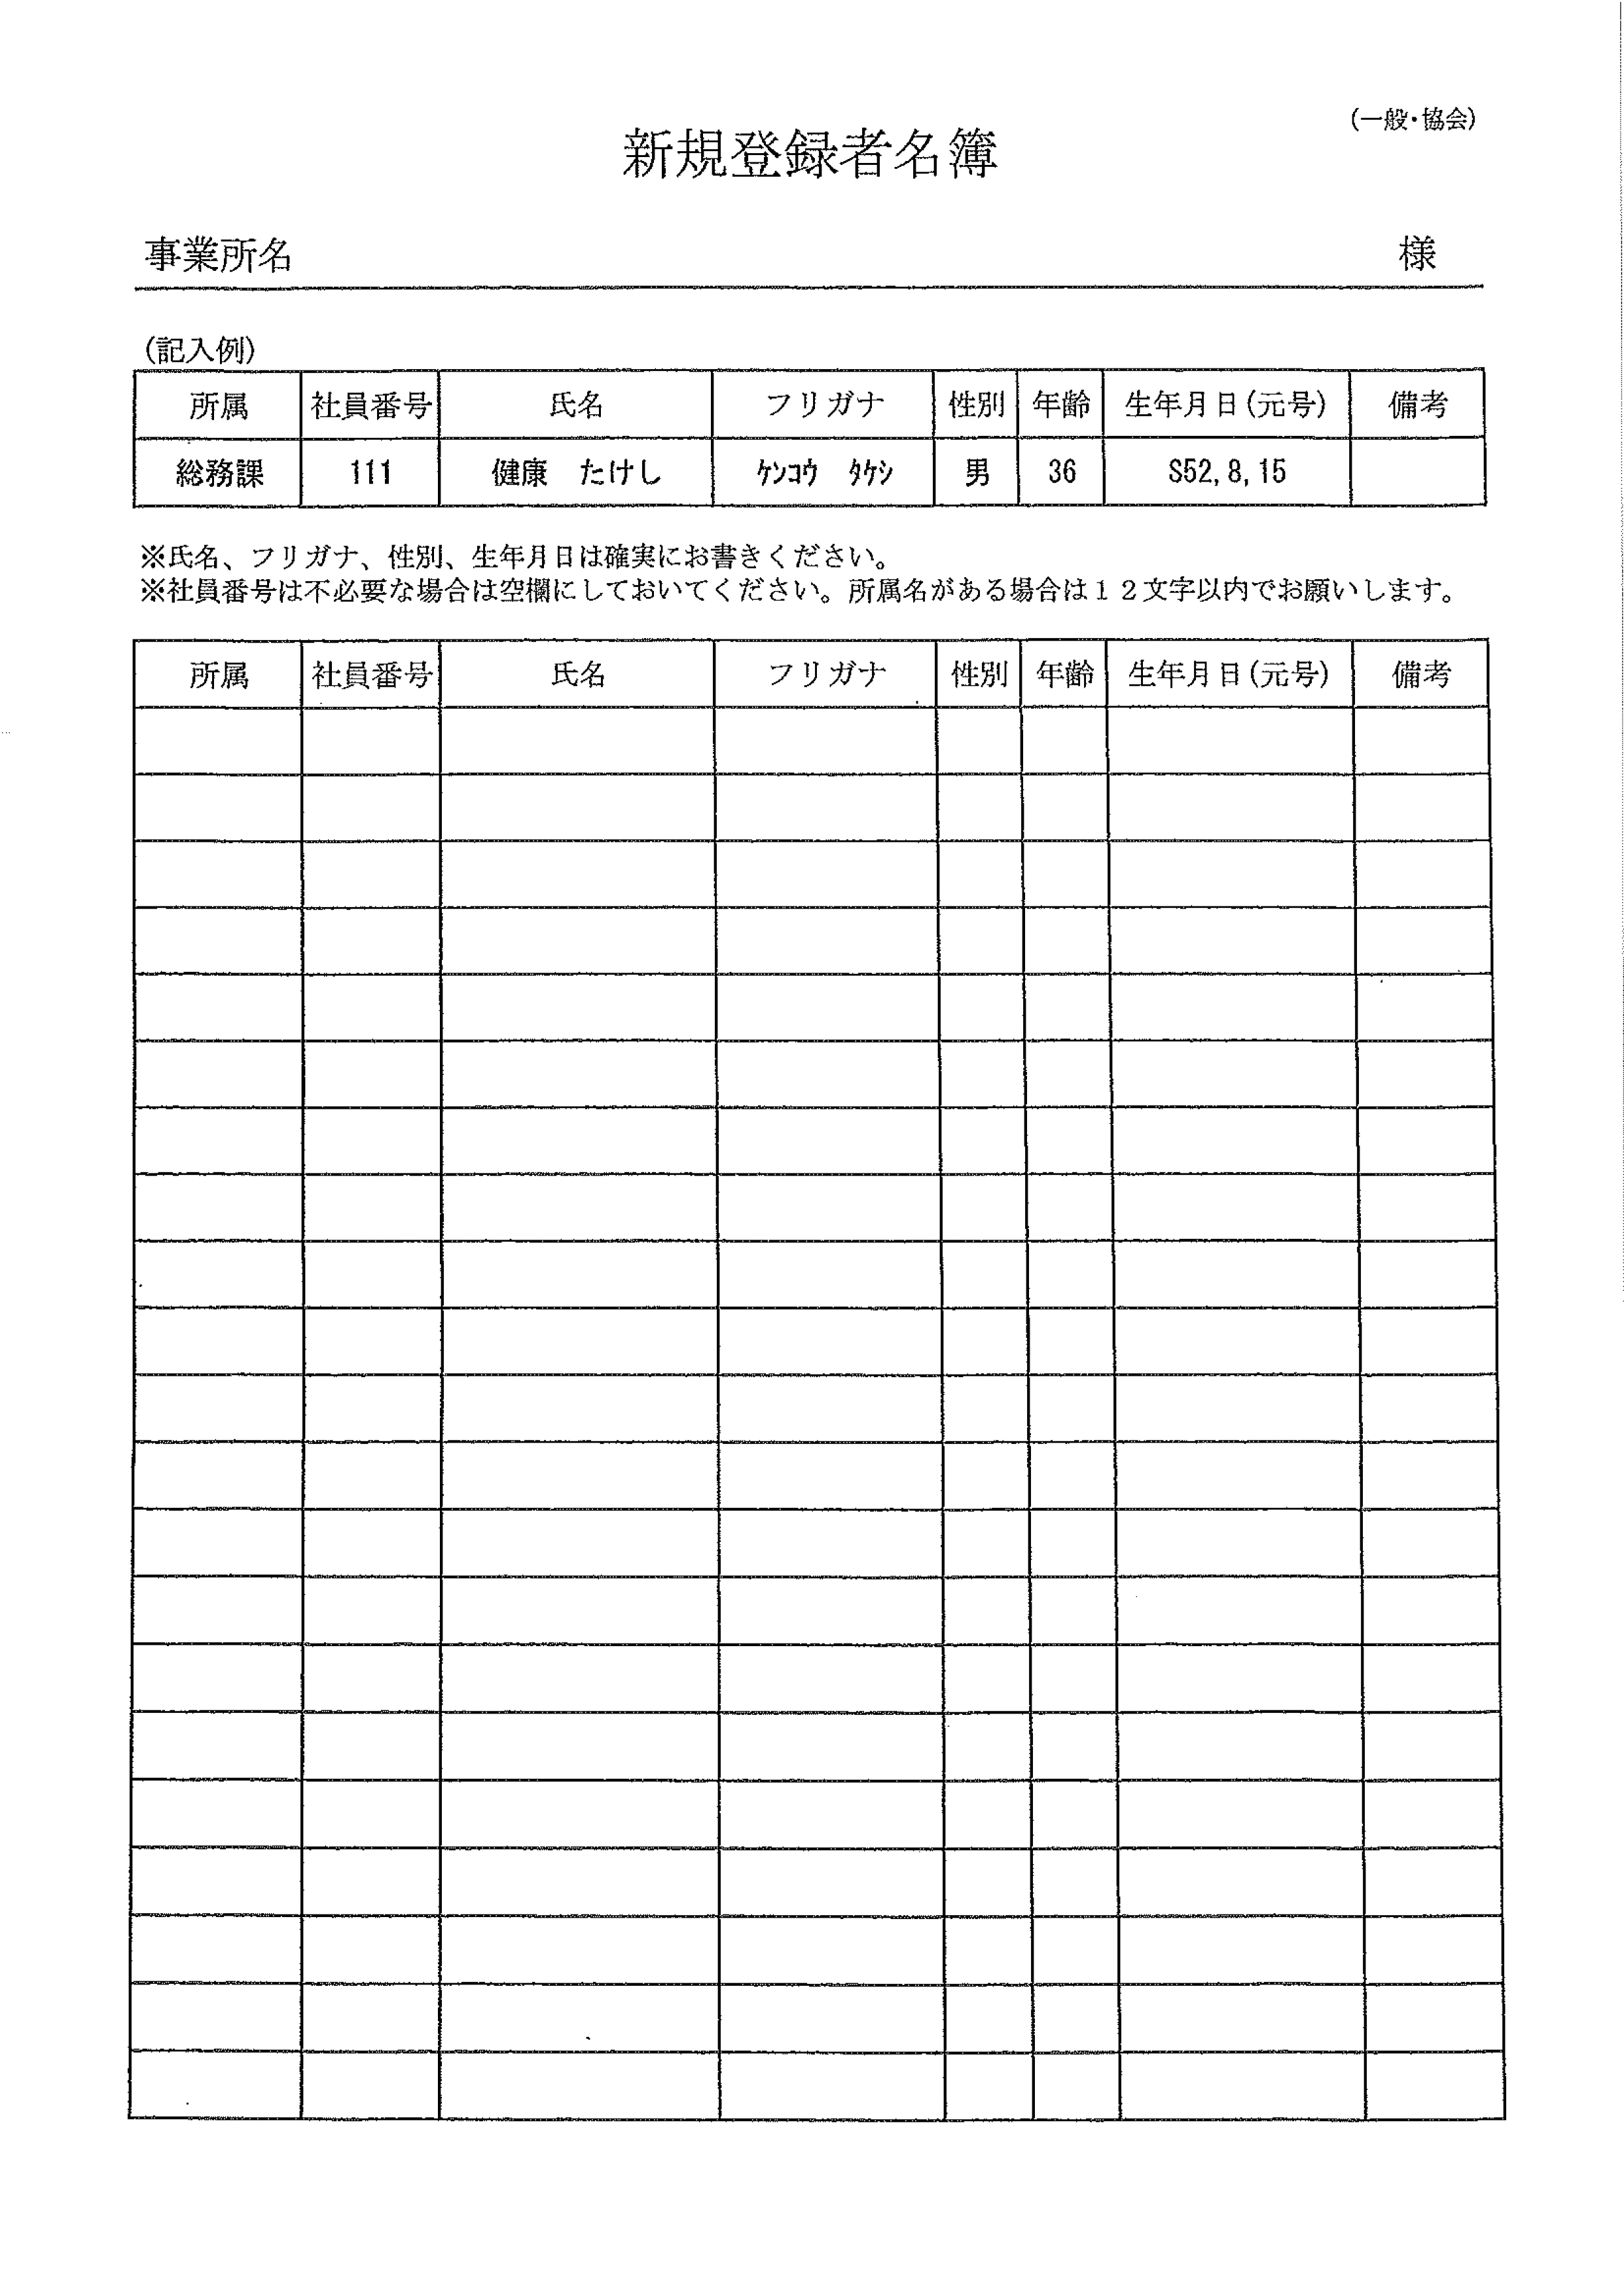 (一般・協会)
新規登録者名簿
事業所名 様
(記入例)
所属 社員番号 氏名 フリガナ 性別 年齢 生年月日(元号) 備考
総務課 111 健康　たけし ｹﾝｺｳ　ﾀｹｼ 男 36 S52,8,15
※氏名、フリガナ、性別、生年月日は確実にお書きください。
※社員番号は不必要な場合は空欄にしておいてください。所属名がある場合は１２文字以内でお願いします。
所属 社員番号 氏名 フリガナ 性別 年齢 生年月日(元号) 備考